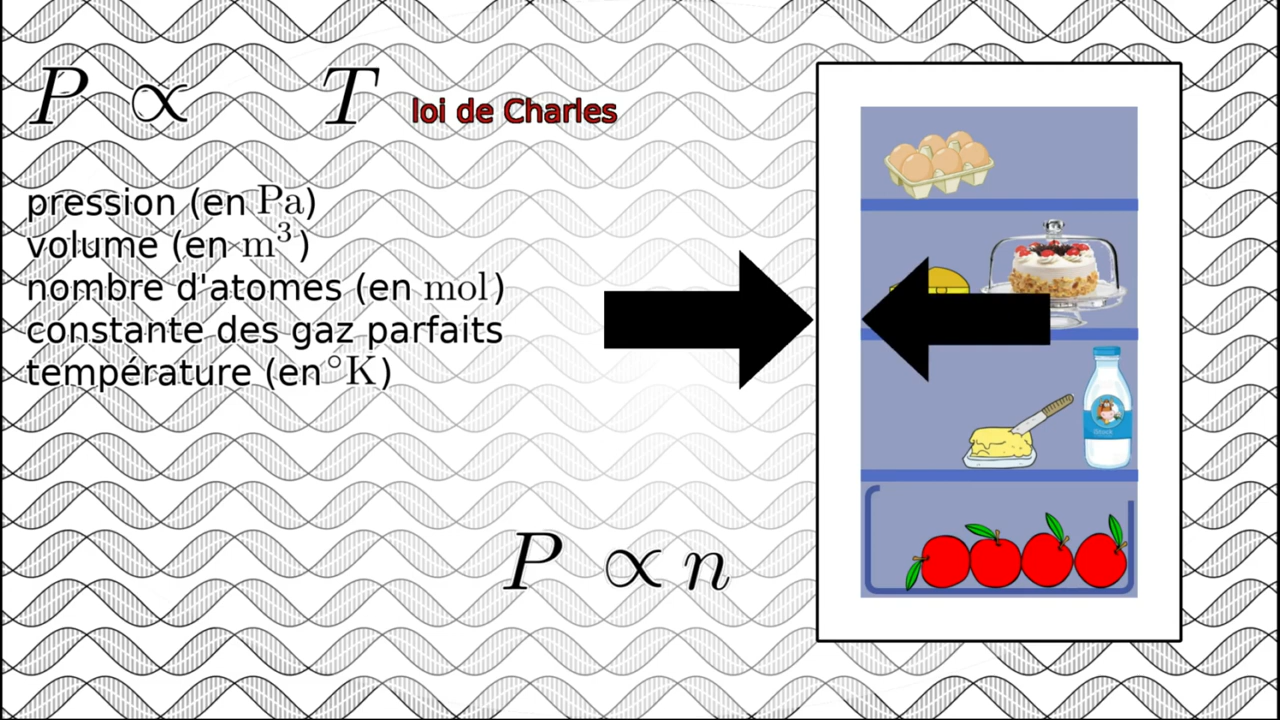 P ∝ T loi de Charles
pression (en Pa)
volume (en m³)
nombre d'atomes (en mol)
constante des gaz parfaits
température (en °K)
P ∝ n